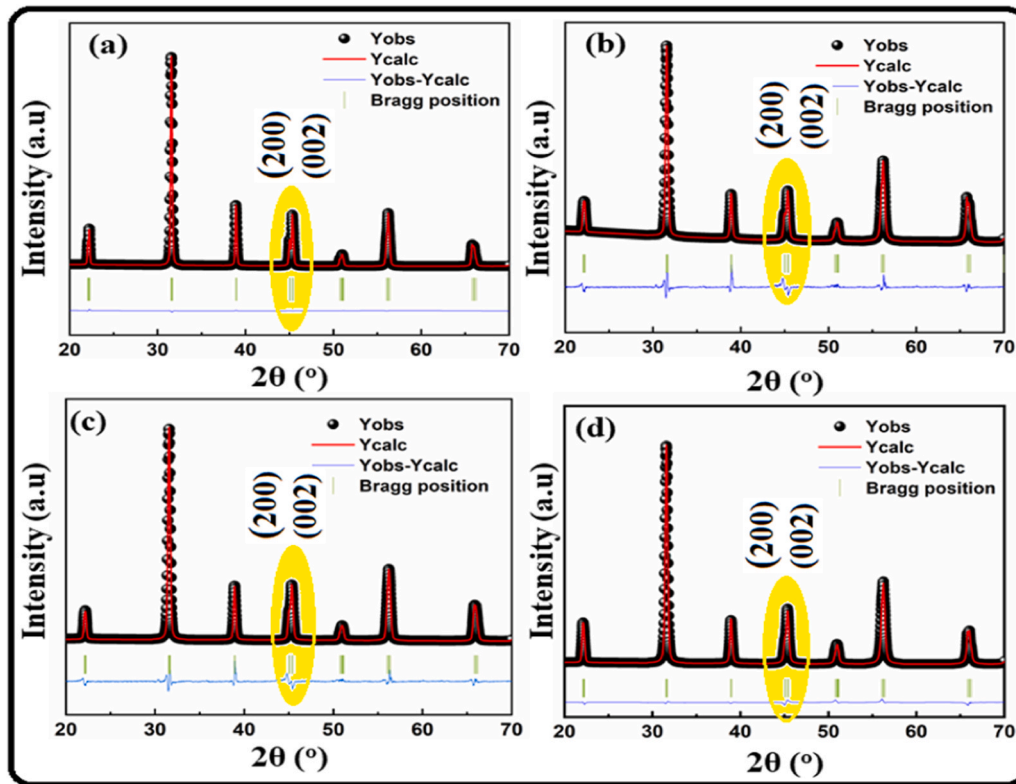 (a)
Yobs
Ycalc
Yobs-Ycalc
Bragg position
(200)
(002)
Intensity (a.u)
20 30 40 50 60 70
2θ (°)
(b)
Yobs
Ycalc
Yobs-Ycalc
Bragg position
(200)
(002)
Intensity (a.u)
20 30 40 50 60 70
2θ (°)
(c)
Yobs
Ycalc
Yobs-Ycalc
Bragg position
(200)
(002)
Intensity (a.u)
20 30 40 50 60 70
2θ (°)
(d)
Yobs
Ycalc
Yobs-Ycalc
Bragg position
(200)
(002)
Intensity (a.u)
20 30 40 50 60 70
2θ (°)